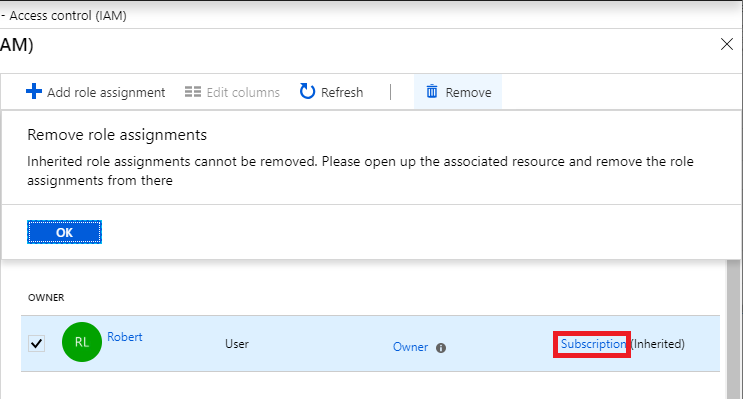 - Access control (IAM)
AM)
Add role assignment Edit columns Refresh Remove
Remove role assignments
Inherited role assignments cannot be removed. Please open up the associated resource and remove the role
assignments from there
OK
OWNER
RL Robert User Owner Subscription (Inherited)